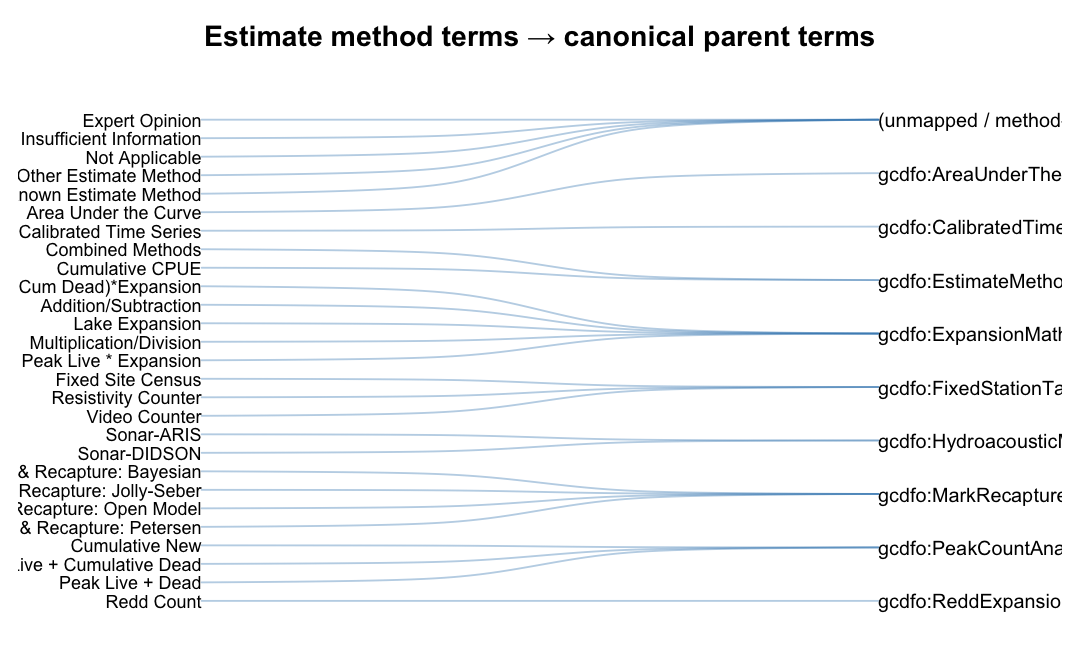 Estimate method terms → canonical parent terms
Expert Opinion
Insufficient Information
Not Applicable
Other Estimate Method
nown Estimate Method
Area Under the Curve
Calibrated Time Series
Combined Methods
Cumulative CPUE
Cum Dead)*Expansion
Addition/Subtraction
Lake Expansion
Multiplication/Division
Peak Live * Expansion
Fixed Site Census
Resistivity Counter
Video Counter
Sonar-ARIS
Sonar-DIDSON
& Recapture: Bayesian
Recapture: Jolly-Seber
Recapture: Open Model
& Recapture: Petersen
Cumulative New
ive + Cumulative Dead
Peak Live + Dead
Redd Count
(unmapped / method
gcdfo:AreaUnderThe
gcdfo:CalibratedTime
gcdfo:EstimateMetho
gcdfo:ExpansionMath
gcdfo:FixedStationTa
gcdfo:Hydroacoustic
gcdfo:MarkRecapture
gcdfo:PeakCountAna
gcdfo:ReddExpansio